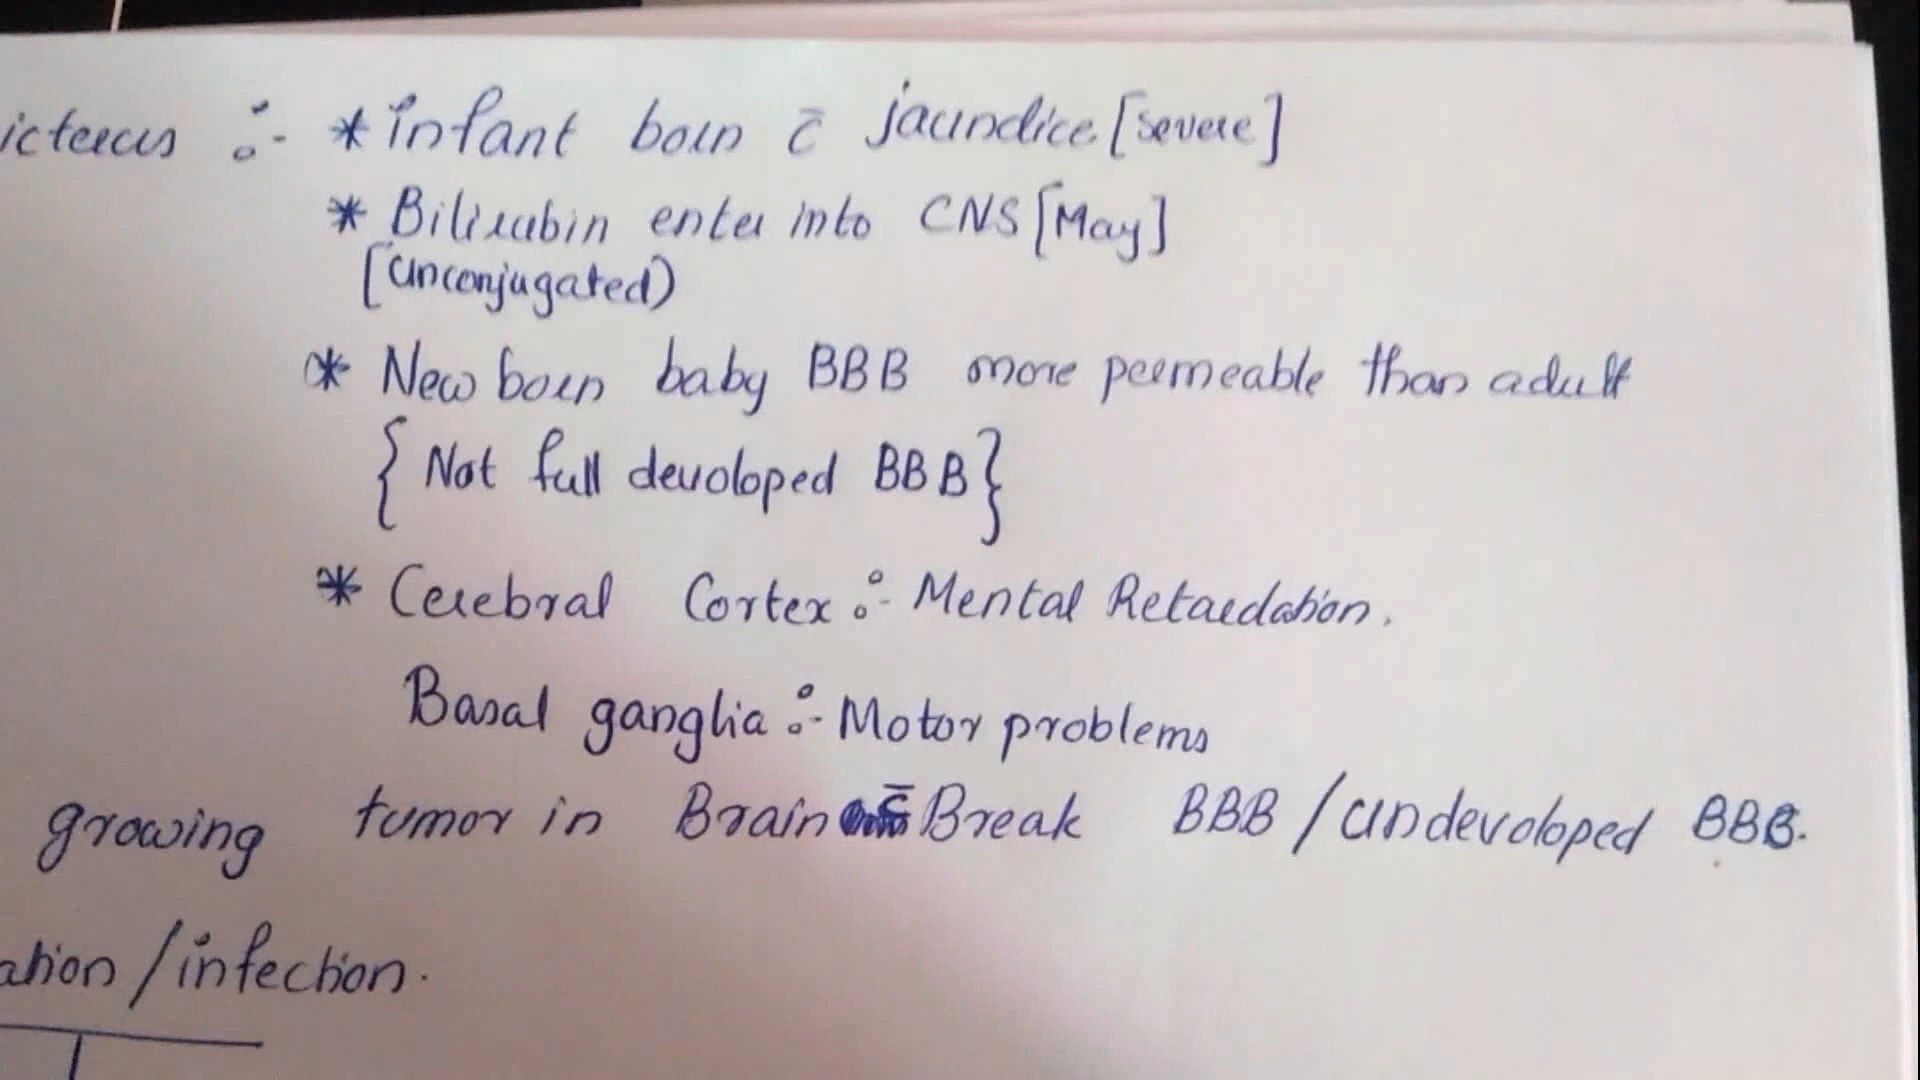 icterus :- * infant born c̄ jaundice [severe]
* Bilirubin enter into CNS [May]
[unconjugated)
* New born baby BBB more permeable than adult
{ Not full devoloped BBB }
* Cerebral Cortex :- Mental Retardation.
Basal ganglia :- Motor problems
growing tumor in Brain c̄ Break BBB / undevoloped BBB.
ation / infection.